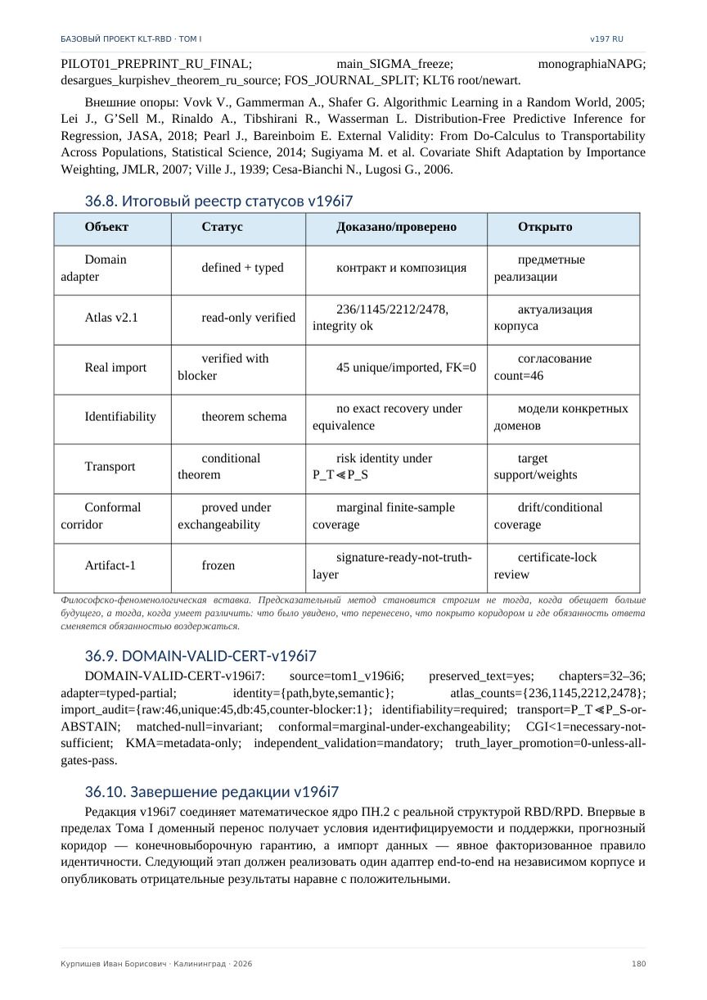 БАЗОВЫЙ ПРОЕКТ KLT-RBD · ТОМ I
v197 RU
PILOT01_PREPRINT_RU_FINAL; main_SIGMA_freeze; monographiaNAPG;
desargues_kurpishev_theorem_ru_source; FOS_JOURNAL_SPLIT; KLT6 root/newart.
Внешние опоры: Vovk V., Gammerman A., Shafer G. Algorithmic Learning in a Random World, 2005;
Lei J., G’Sell M., Rinaldo A., Tibshirani R., Wasserman L. Distribution-Free Predictive Inference for
Regression, JASA, 2018; Pearl J., Bareinboim E. External Validity: From Do-Calculus to Transportability
Across Populations, Statistical Science, 2014; Sugiyama M. et al. Covariate Shift Adaptation by Importance
Weighting, JMLR, 2007; Ville J., 1939; Cesa-Bianchi N., Lugosi G., 2006.
36.8. Итоговый реестр статусов v196i7
Объект
Статус
Доказано/проверено
Открыто
Domain
adapter
defined + typed
контракт и композиция
предметные
реализации
Atlas v2.1
read-only verified
236/1145/2212/2478,
integrity ok
актуализация
корпуса
Real import
verified with
blocker
45 unique/imported, FK=0
согласование
count=46
Identifiability
theorem schema
no exact recovery under
equivalence
модели конкретных
доменов
Transport
conditional
theorem
risk identity under
P_T≪P_S
target
support/weights
Conformal
corridor
proved under
exchangeability
marginal finite-sample
coverage
drift/conditional
coverage
Artifact-1
frozen
signature-ready-not-truth-
layer
certificate-lock
review
Философско-феноменологическая вставка. Предсказательный метод становится строгим не тогда, когда обещает больше
будущего, а тогда, когда умеет различить: что было увидено, что перенесено, что покрыто коридором и где обязанность ответа
сменяется обязанностью воздержаться.
36.9. DOMAIN-VALID-CERT-v196i7
DOMAIN-VALID-CERT-v196i7: source=tom1_v196i6; preserved_text=yes; chapters=32–36;
adapter=typed-partial; identity={path,byte,semantic}; atlas_counts={236,1145,2212,2478};
import_audit={raw:46,unique:45,db:45,counter-blocker:1}; identifiability=required; transport=P_T≪P_S-or-
ABSTAIN; matched-null=invariant; conformal=marginal-under-exchangeability; CGI<1=necessary-not-
sufficient; KMA=metadata-only; independent_validation=mandatory; truth_layer_promotion=0-unless-all-
gates-pass.
36.10. Завершение редакции v196i7
Редакция v196i7 соединяет математическое ядро ПН.2 с реальной структурой RBD/RPD. Впервые в
пределах Тома I доменный перенос получает условия идентифицируемости и поддержки, прогнозный
коридор — конечновыборочную гарантию, а импорт данных — явное факторизованное правило
идентичности. Следующий этап должен реализовать один адаптер end-to-end на независимом корпусе и
опубликовать отрицательные результаты наравне с положительными.
Курпишев Иван Борисович · Калининград · 2026
180